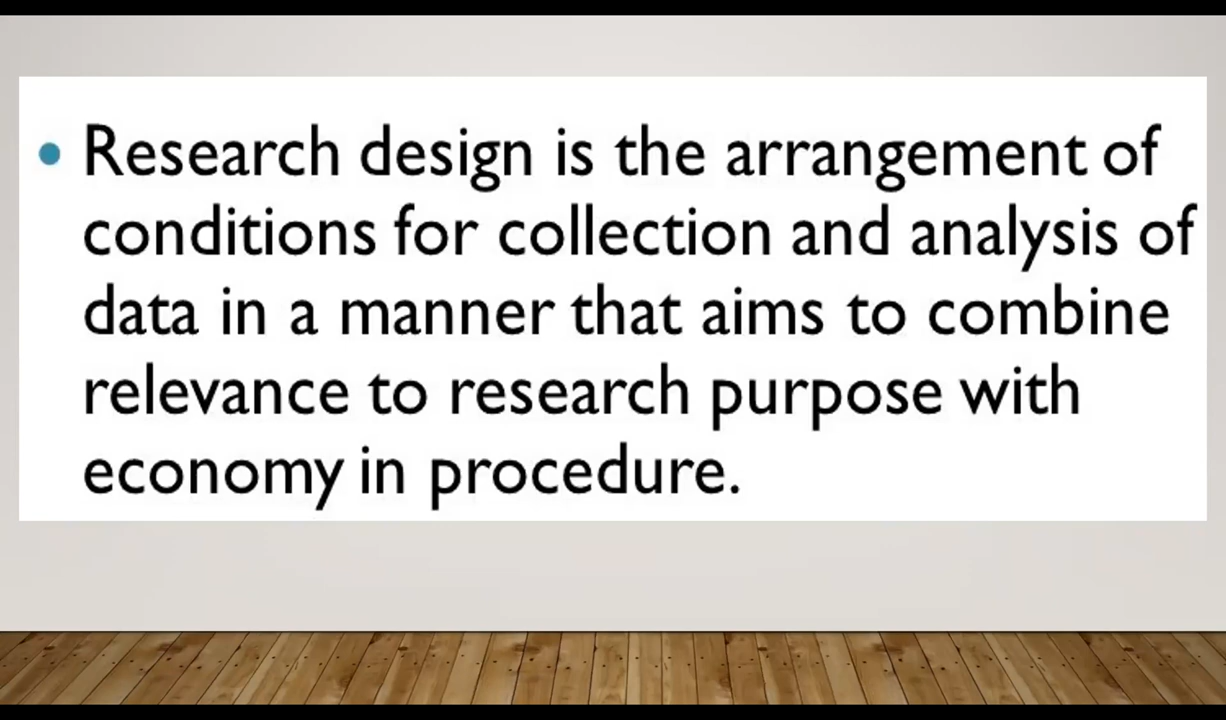 • Research design is the arrangement of
conditions for collection and analysis of
data in a manner that aims to combine
relevance to research purpose with
economy in procedure.